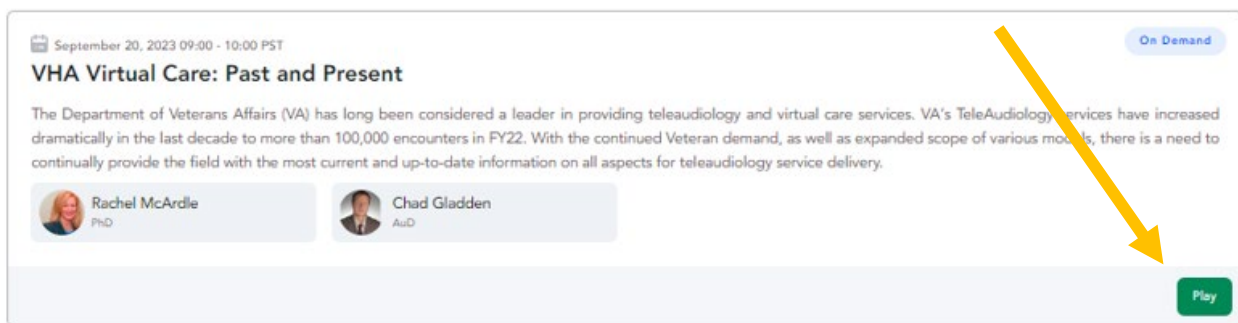 September 20, 2023 09:00 - 10:00 PST
On Demand
VHA Virtual Care: Past and Present
The Department of Veterans Affairs (VA) has long been considered a leader in providing teleaudiology and virtual care services. VA's TeleAudiology services have increased
dramatically in the last decade to more than 100,000 encounters in FY22. With the continued Veteran demand, as well as expanded scope of various models, there is a need to
continually provide the field with the most current and up-to-date information on all aspects for teleaudiology service delivery.
Rachel McArdle
PhD
Chad Gladden
AuD
Play